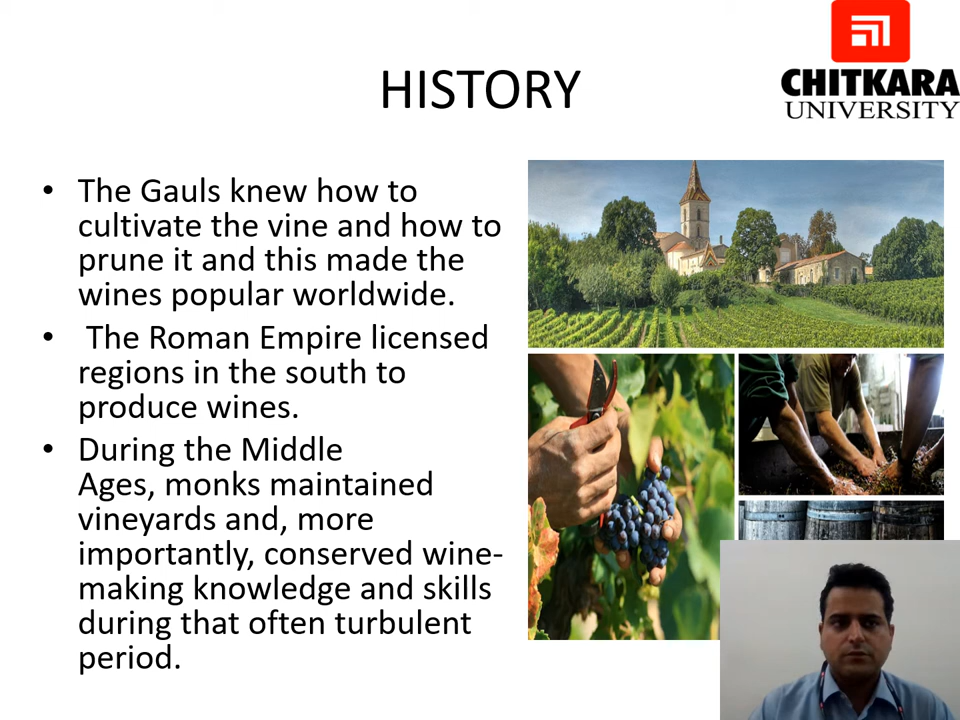 HISTORY
CHITKARA
UNIVERSITY
• The Gauls knew how to
cultivate the vine and how to
prune it and this made the
wines popular worldwide.
• The Roman Empire licensed
regions in the south to
produce wines.
• During the Middle
Ages, monks maintained
vineyards and, more
importantly, conserved wine-
making knowledge and skills
during that often turbulent
period.